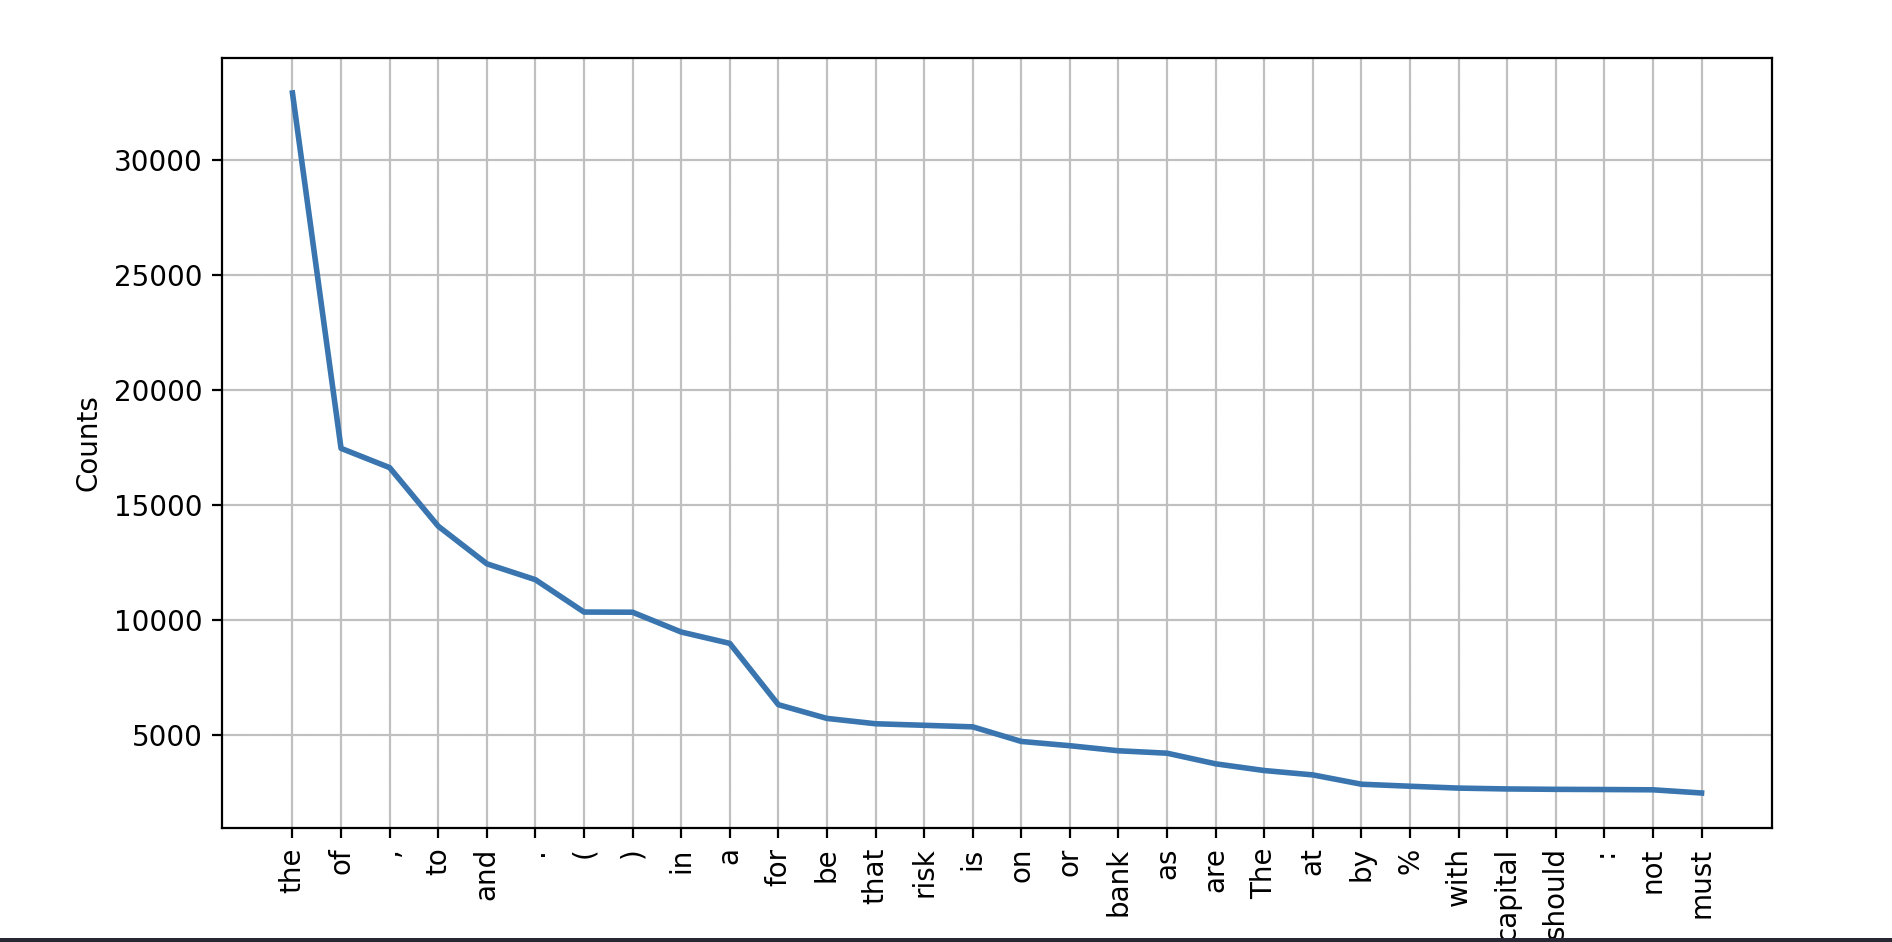 30000
25000
20000
15000
10000
5000
Counts
the
of
,
to
and
.
(
)
in
a
for
be
that
risk
is
on
or
bank
as
are
The
at
by
%
with
capital
should
:
not
must